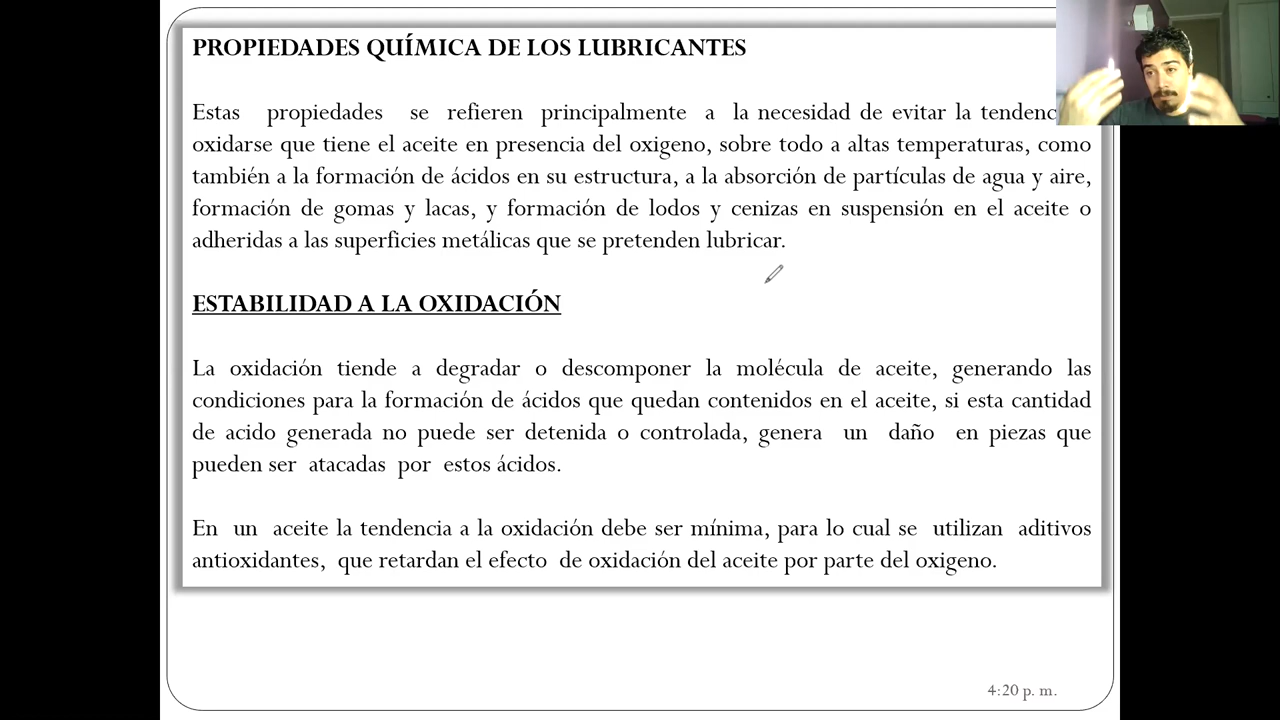 PROPIEDADES QUÍMICA DE LOS LUBRICANTES
Estas propiedades se refieren principalmente a la necesidad de evitar la
oxidarse que tiene el aceite en presencia del oxigeno, sobre todo a altas temperaturas, como
también a la formación de ácidos en su estructura, a la absorción de partículas de agua y aire,
formación de gomas y lacas, y formación de lodos y cenizas en suspensión en el aceite o
adheridas a las superficies metálicas que se pretenden lubricar.
ESTABILIDAD A LA OXIDACIÓN
La oxidación tiende a degradar o descomponer la molécula de aceite, generando las
condiciones para la formación de ácidos que quedan contenidos en el aceite, si esta cantidad
de acido generada no puede ser detenida o controlada, genera un daño en piezas que
pueden ser atacadas por estos ácidos.
En un aceite la tendencia a la oxidación debe ser mínima, para lo cual se utilizan aditivos
antioxidantes, que retardan el efecto de oxidación del aceite por parte del oxigeno.
4:20 p. m.